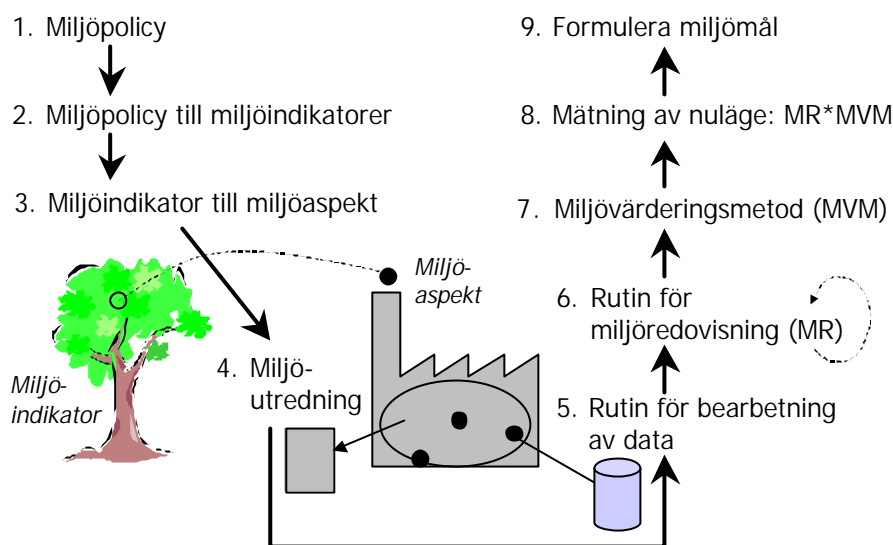 1. Miljöpolicy
2. Miljöpolicy till miljöindikatorer
3. Miljöindikator till miljöaspekt
Miljö-
indikator
Miljö-
aspekt
4. Miljö-
utredning
5. Rutin för bearbetning
av data
6. Rutin för
miljöredovisning (MR)
7. Miljövärderingsmetod (MVM)
8. Mätning av nuläge: MR*MVM
9. Formulera miljömål